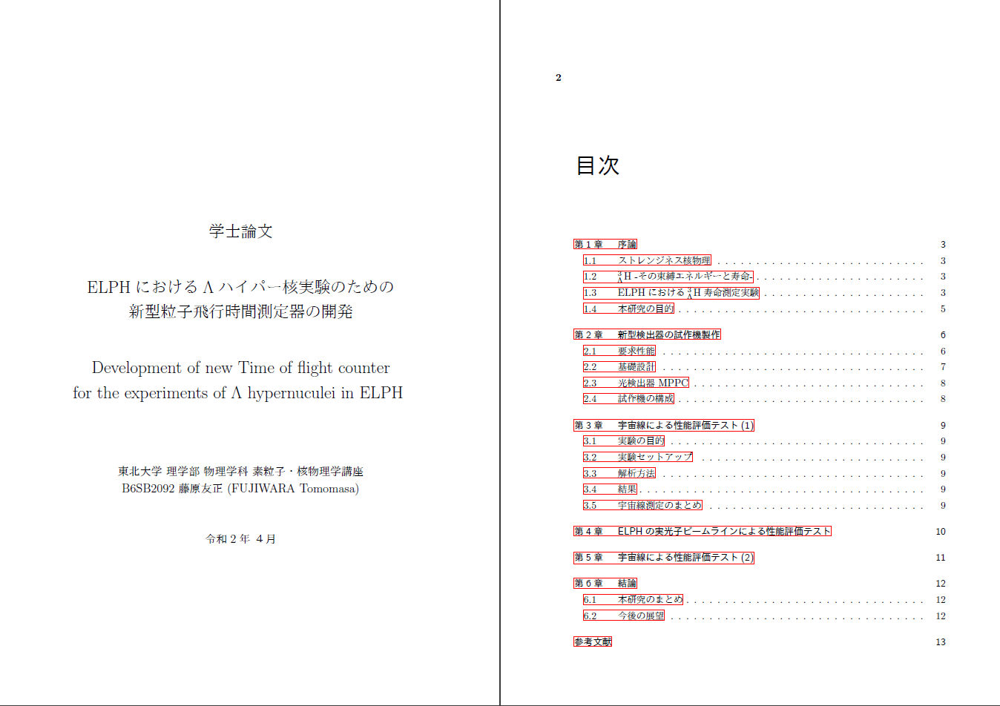 学士論文
ELPH における Λ ハイパー核実験のための
新型粒子飛行時間測定器の開発
Development of new Time of flight counter
for the experiments of Λ hypernuculei in ELPH
東北大学 理学部 物理学科 素粒子・核物理学講座
B6SB2092 藤原友正 (FUJIWARA Tomomasa)
令和 2 年 4 月
2
目次
第 1 章 序論 3
1.1 ストレンジネス核物理 . . . . . . . . . . . . . . . . . . . . . . . . . . . 3
1.2 ³ΛH -その束縛エネルギーと寿命- . . . . . . . . . . . . . . . . . . . . . . 3
1.3 ELPH における ³ΛH 寿命測定実験 . . . . . . . . . . . . . . . . . . . . . 3
1.4 本研究の目的 . . . . . . . . . . . . . . . . . . . . . . . . . . . . . . . . 5
第 2 章 新型検出器の試作機製作 6
2.1 要求性能 . . . . . . . . . . . . . . . . . . . . . . . . . . . . . . . . . . 6
2.2 基礎設計 . . . . . . . . . . . . . . . . . . . . . . . . . . . . . . . . . . 7
2.3 光検出器 MPPC . . . . . . . . . . . . . . . . . . . . . . . . . . . . . . 8
2.4 試作機の構成 . . . . . . . . . . . . . . . . . . . . . . . . . . . . . . . . 8
第 3 章 宇宙線による性能評価テスト (1) 9
3.1 実験の目的 . . . . . . . . . . . . . . . . . . . . . . . . . . . . . . . . . 9
3.2 実験セットアップ . . . . . . . . . . . . . . . . . . . . . . . . . . . . . 9
3.3 解析方法 . . . . . . . . . . . . . . . . . . . . . . . . . . . . . . . . . . 9
3.4 結果 . . . . . . . . . . . . . . . . . . . . . . . . . . . . . . . . . . . . . 9
3.5 宇宙線測定のまとめ . . . . . . . . . . . . . . . . . . . . . . . . . . . . 9
第 4 章 ELPH の実光子ビームラインによる性能評価テスト 10
第 5 章 宇宙線による性能評価テスト (2) 11
第 6 章 結論 12
6.1 本研究のまとめ . . . . . . . . . . . . . . . . . . . . . . . . . . . . . . . 12
6.2 今後の展望 . . . . . . . . . . . . . . . . . . . . . . . . . . . . . . . . . 12
参考文献 13